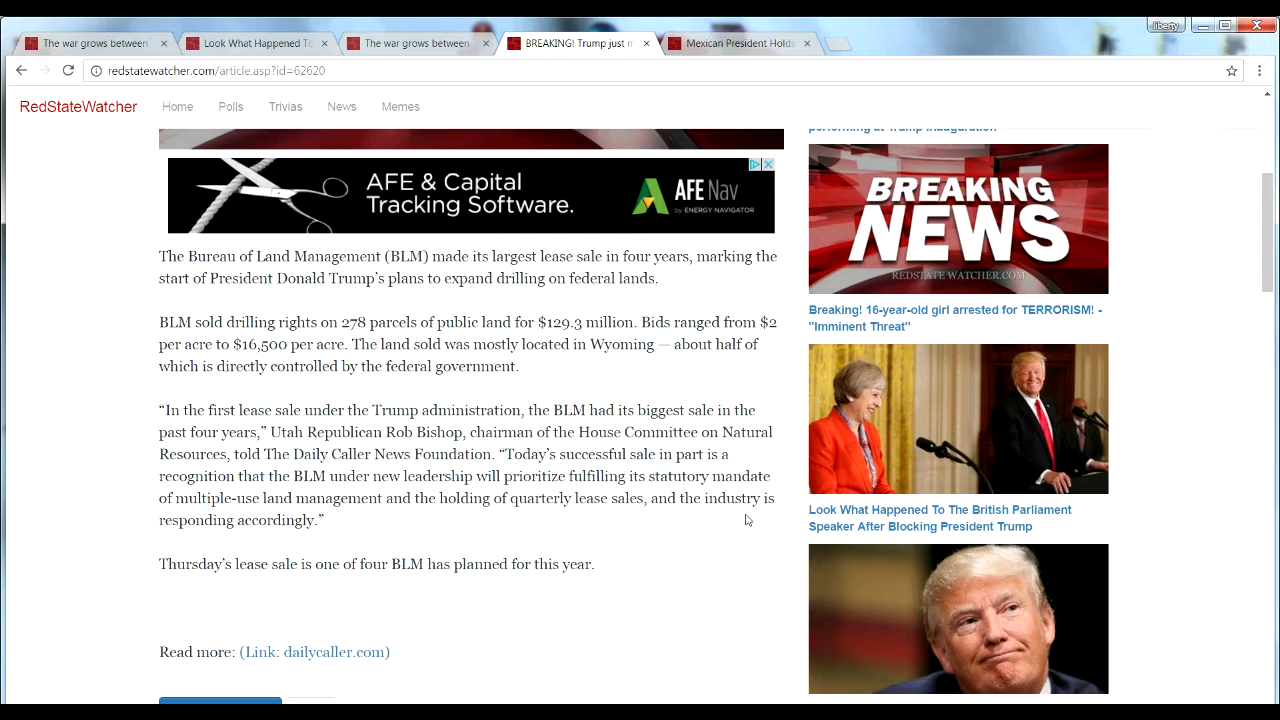 liberty
The war grows between
Look What Happened To
The war grows between
BREAKING! Trump just m
Mexican President Holds
redstatewatcher.com/article.asp?id=62620
RedStateWatcher Home Polls Trivias News Memes
AFE & Capital
Tracking Software.
AFE Nav
by ENERGY NAVIGATOR
The Bureau of Land Management (BLM) made its largest lease sale in four years, marking the
start of President Donald Trump's plans to expand drilling on federal lands.
BLM sold drilling rights on 278 parcels of public land for $129.3 million. Bids ranged from $2
per acre to $16,500 per acre. The land sold was mostly located in Wyoming — about half of
which is directly controlled by the federal government.
“In the first lease sale under the Trump administration, the BLM had its biggest sale in the
past four years,” Utah Republican Rob Bishop, chairman of the House Committee on Natural
Resources, told The Daily Caller News Foundation. “Today’s successful sale in part is a
recognition that the BLM under new leadership will prioritize fulfilling its statutory mandate
of multiple-use land management and the holding of quarterly lease sales, and the industry is
responding accordingly.”
Thursday’s lease sale is one of four BLM has planned for this year.
Read more: (Link: dailycaller.com)
performing at Trump inauguration
BREAKING
NEWS
REDSTATE WATCHER.COM
Breaking! 16-year-old girl arrested for TERRORISM! -
"Imminent Threat"
Look What Happened To The British Parliament
Speaker After Blocking President Trump